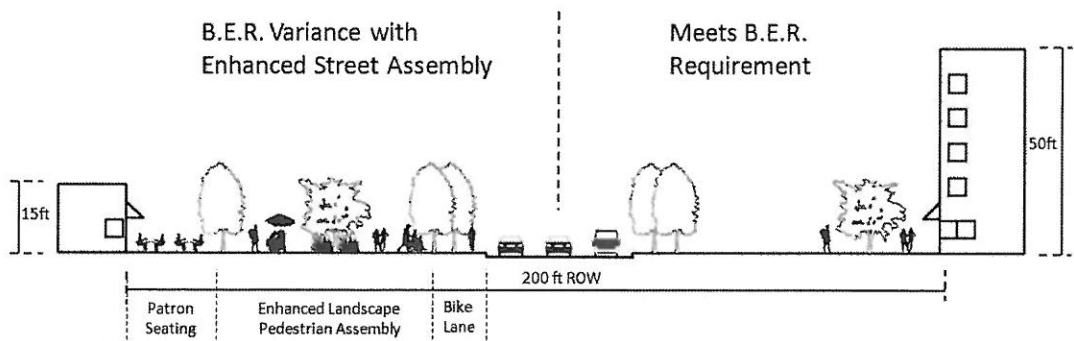 B.E.R. Variance with
Enhanced Street Assembly
Meets B.E.R.
Requirement
15ft
50ft
200 ft ROW
Patron
Seating
Enhanced Landscape
Pedestrian Assembly
Bike
Lane